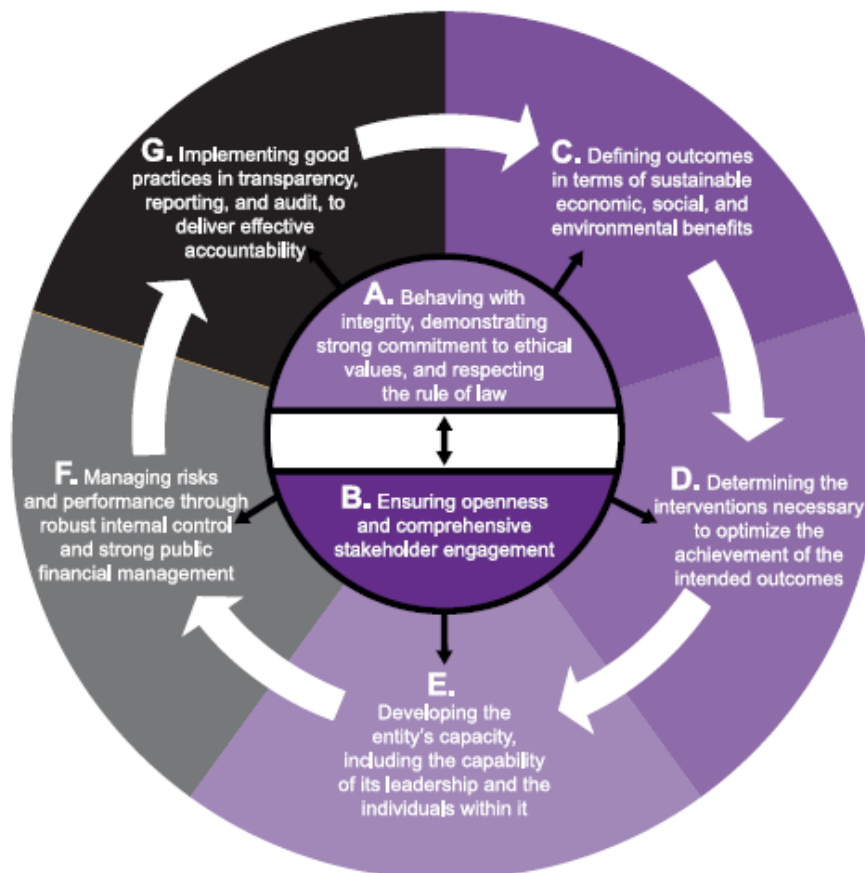 A. Behaving with
integrity, demonstrating
strong commitment to ethical
values, and respecting
the rule of law
B. Ensuring openness
and comprehensive
stakeholder engagement
C. Defining outcomes
in terms of sustainable
economic, social, and
environmental benefits
D. Determining the
interventions necessary
to optimize the
achievement of the
intended outcomes
E.
Developing the
entity's capacity,
including the capability
of its leadership and the
individuals within it
F. Managing risks
and performance through
robust internal control
and strong public
financial management
G. Implementing good
practices in transparency,
reporting, and audit, to
deliver effective
accountability